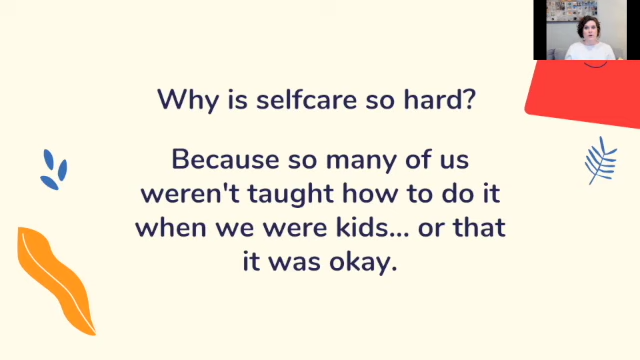 Why is selfcare so hard?
Because so many of us
weren't taught how to do it
when we were kids... or that
it was okay.